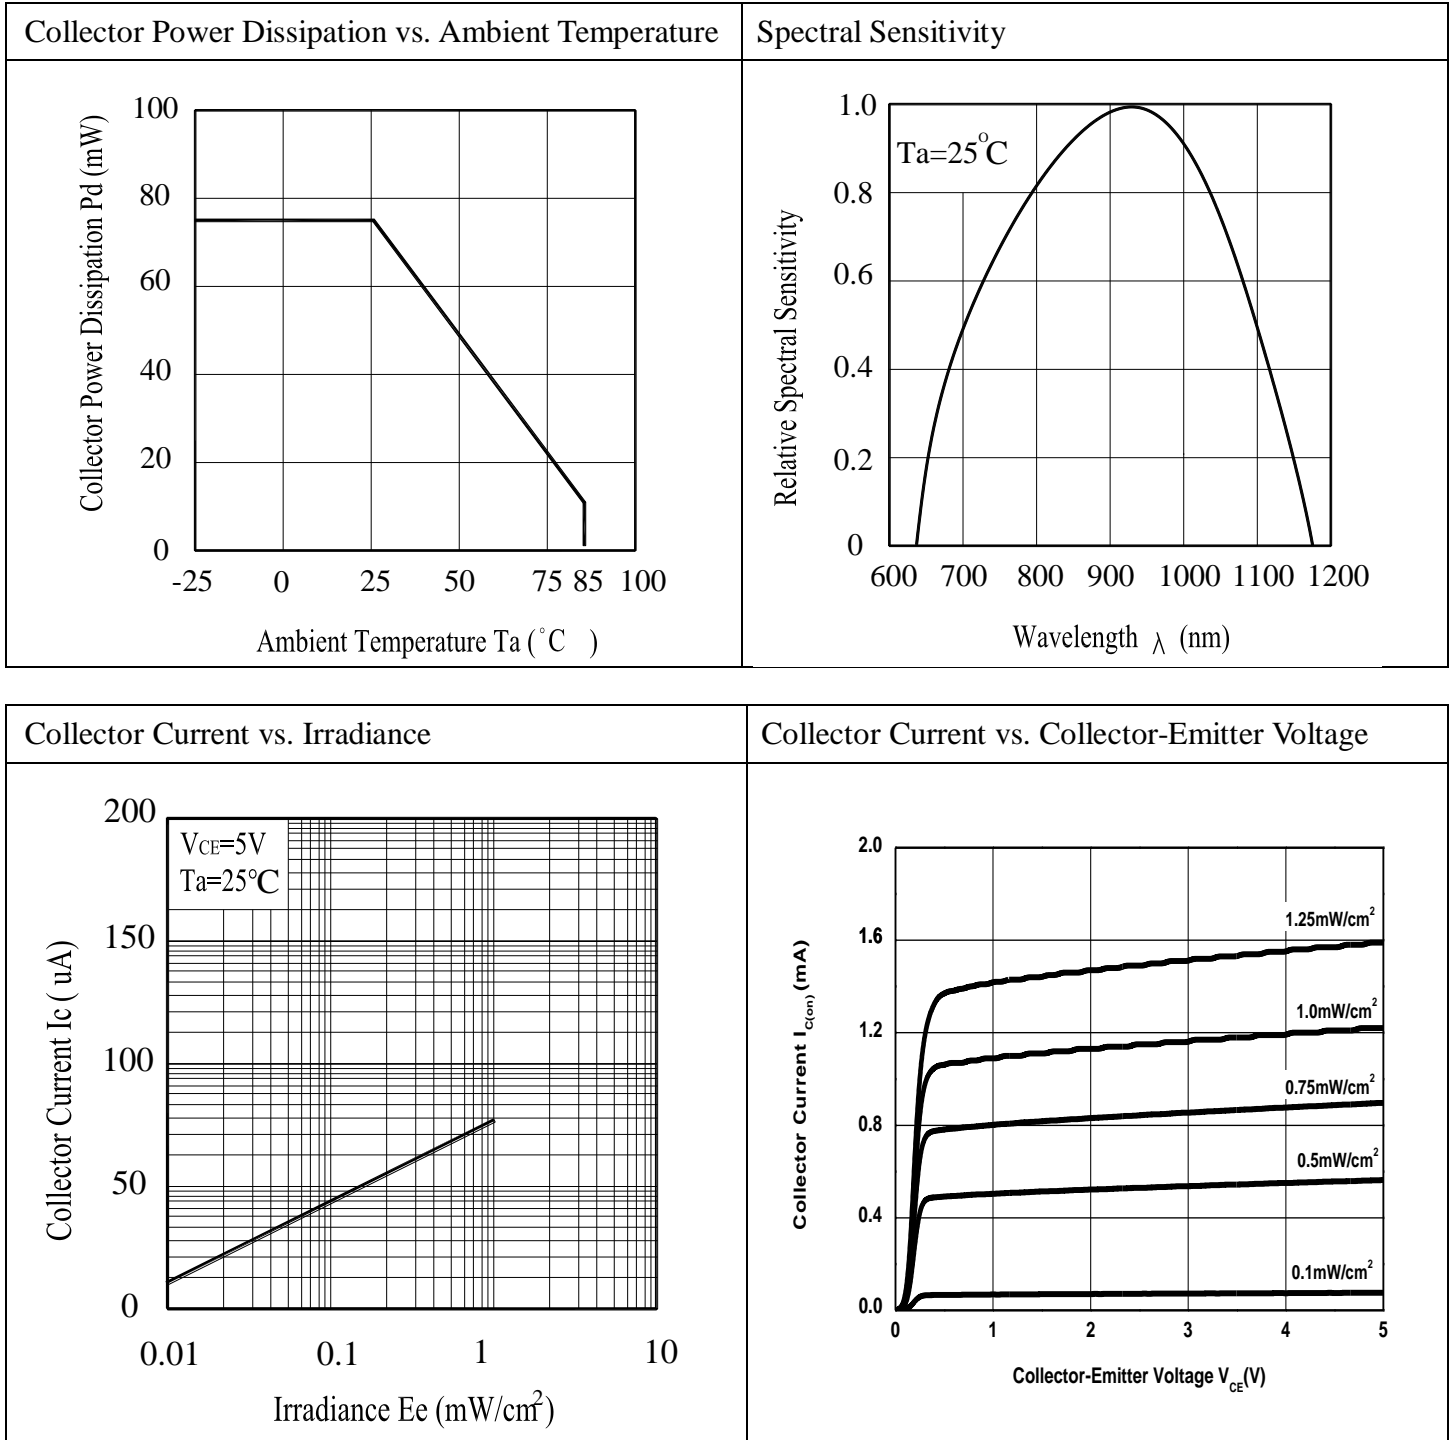 Collector Power Dissipation vs. Ambient Temperature
100
80
60
40
20
0
-25 0 25 50 75 85 100
Collector Power Dissipation Pd (mW)
Ambient Temperature Ta (°C )
Spectral Sensitivity
Ta=25°C
1.0
0.8
0.6
0.4
0.2
0
600 700 800 900 1000 1100 1200
Relative Spectral Sensitivity
Wavelength λ (nm)
Collector Current vs. Irradiance
VCE=5V
Ta=25℃
200
150
100
50
0
0.01 0.1 1 10
Collector Current Ic ( uA)
Irradiance Ee (mW/cm²)
Collector Current vs. Collector-Emitter Voltage
2.0
1.6
1.2
0.8
0.4
0.0
0 1 2 3 4 5
1.25mW/cm²
1.0mW/cm²
0.75mW/cm²
0.5mW/cm²
0.1mW/cm²
Collector Current IC(on) (mA)
Collector-Emitter Voltage VCE(V)